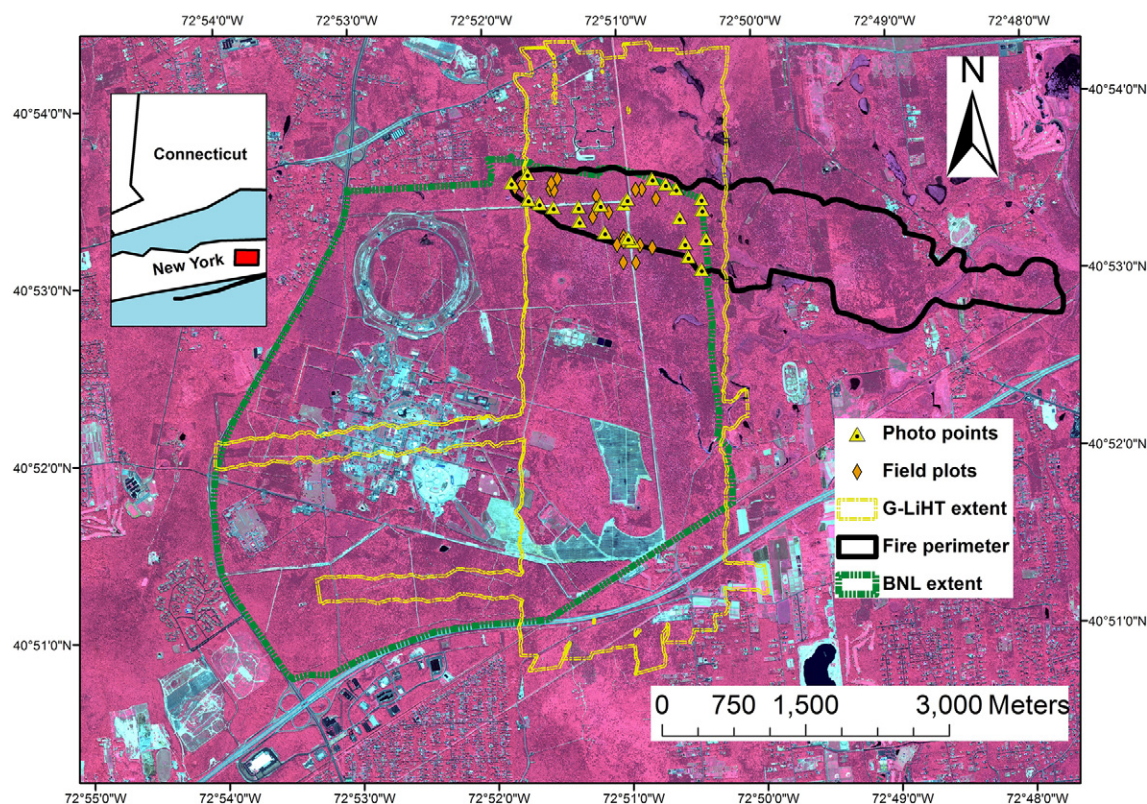 72°54'0"W 72°53'0"W 72°52'0"W 72°51'0"W 72°50'0"W 72°49'0"W 72°48'0"W
40°54'0"N
40°53'0"N
40°52'0"N
40°51'0"N
Connecticut
New York
N
40°54'0"N
40°53'0"N
40°52'0"N
40°51'0"N
Photo points
Field plots
G-LiHT extent
Fire perimeter
BNL extent
0 750 1,500 3,000 Meters
72°55'0"W 72°54'0"W 72°53'0"W 72°52'0"W 72°51'0"W 72°50'0"W 72°49'0"W 72°48'0"W